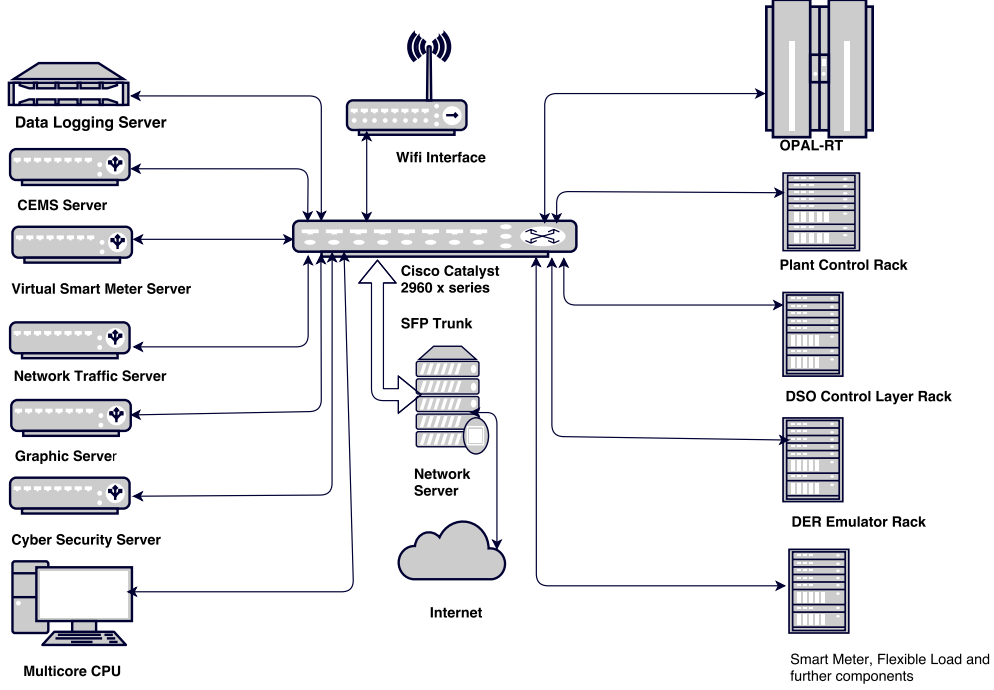 Data Logging Server
CEMS Server
Virtual Smart Meter Server
Network Traffic Server
Graphic Server
Cyber Security Server
Multicore CPU
Wifi Interface
Cisco Catalyst
2960 x series
SFP Trunk
Network
Server
Internet
OPAL-RT
Plant Control Rack
DSO Control Layer Rack
DER Emulator Rack
Smart Meter, Flexible Load and
further components